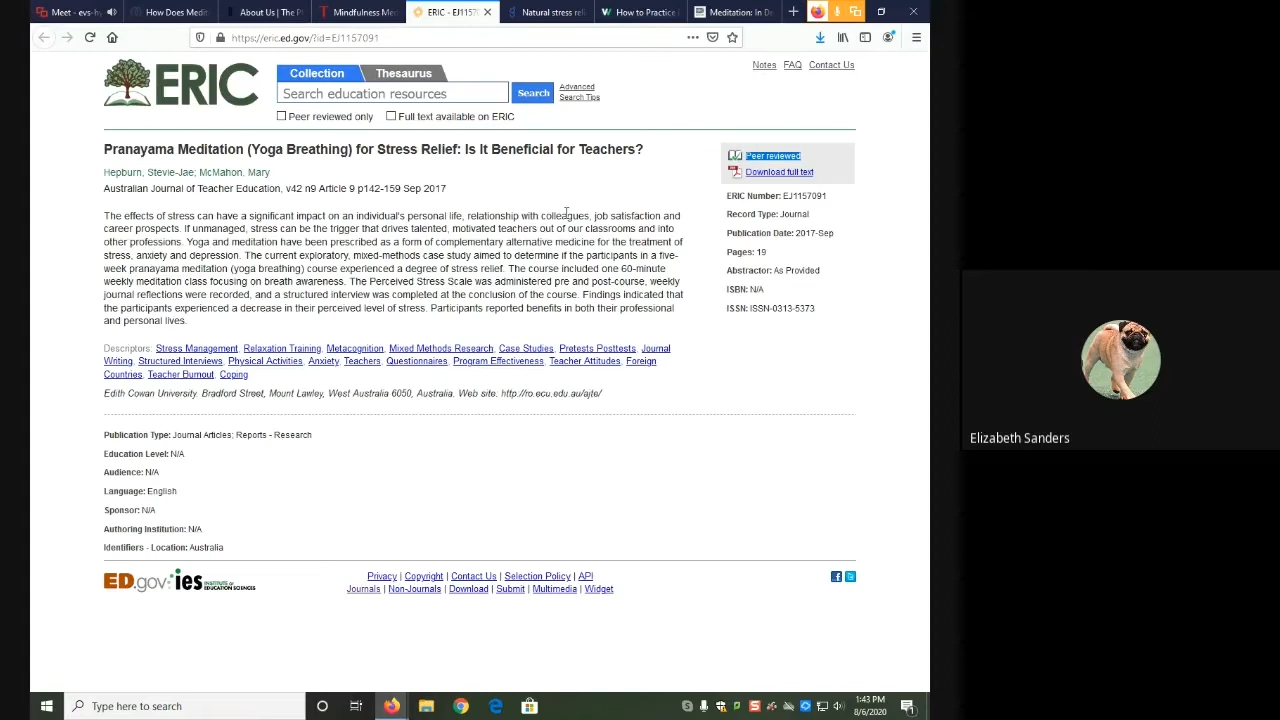 Meet - evs-
How Does Medit
About Us | The Pl
Mindfulness Med
ERIC - EJ1157
Natural stress reli
How to Practice
Meditation: In De
https://eric.ed.gov/?id=EJ1157091
ERIC
Collection
Thesaurus
Search education resources
Search
Advanced
Search Tips
Notes FAQ Contact Us
Peer reviewed only
Full text available on ERIC
Pranayama Meditation (Yoga Breathing) for Stress Relief: Is It Beneficial for Teachers?
Hepburn, Stevie-Jae; McMahon, Mary
Australian Journal of Teacher Education, v42 n9 Article 9 p142-159 Sep 2017
The effects of stress can have a significant impact on an individual's personal life, relationship with colleagues, job satisfaction and
career prospects. If unmanaged, stress can be the trigger that drives talented, motivated teachers out of our classrooms and into
other professions. Yoga and meditation have been prescribed as a form of complementary alternative medicine for the treatment of
stress, anxiety and depression. The current exploratory, mixed-methods case study aimed to determine if the participants in a five-
week pranayama meditation (yoga breathing) course experienced a degree of stress relief. The course included one 60-minute
weekly meditation class focusing on breath awareness. The Perceived Stress Scale was administered pre and post-course, weekly
journal reflections were recorded, and a structured interview was completed at the conclusion of the course. Findings indicated that
the participants experienced a decrease in their perceived level of stress. Participants reported benefits in both their professional
and personal lives.
Descriptors: Stress Management, Relaxation Training, Metacognition, Mixed Methods Research, Case Studies, Pretests Posttests, Journal
Writing, Structured Interviews, Physical Activities, Anxiety, Teachers, Questionnaires, Program Effectiveness, Teacher Attitudes, Foreign
Countries, Teacher Burnout, Coping
Edith Cowan University. Bradford Street, Mount Lawley, West Australia 6050, Australia. Web site: http://ro.ecu.edu.au/ajte/
Peer reviewed
Download full text
ERIC Number: EJ1157091
Record Type: Journal
Publication Date: 2017-Sep
Pages: 19
Abstractor: As Provided
ISBN: N/A
ISSN: ISSN-0313-5373
Publication Type: Journal Articles; Reports - Research
Education Level: N/A
Audience: N/A
Language: English
Sponsor: N/A
Authoring Institution: N/A
Identifiers - Location: Australia
ED.gov ies INSTITUTE OF EDUCATION SCIENCES
Privacy | Copyright | Contact Us | Selection Policy | API
Journals | Non-Journals | Download | Submit | Multimedia | Widget
Elizabeth Sanders
Type here to search
1:43 PM
8/6/2020